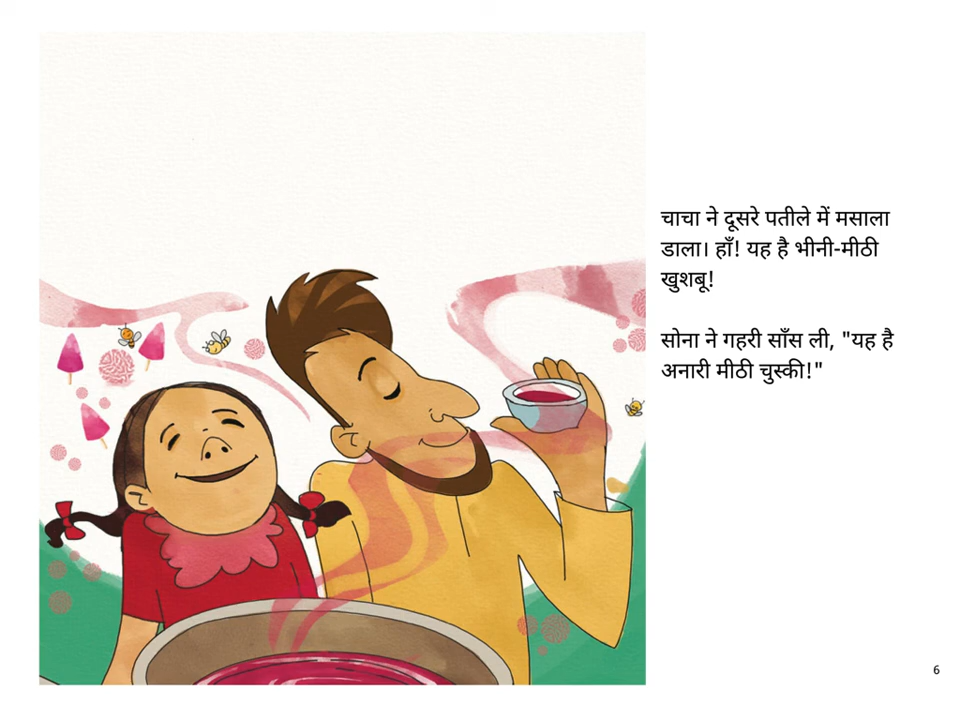 चाचा ने दूसरे पतीले में मसाला
डाला। हाँ! यह है भीनी-मीठी
खुशबू!
सोना ने गहरी साँस ली, "यह है
अनारी मीठी चुस्की!"
6